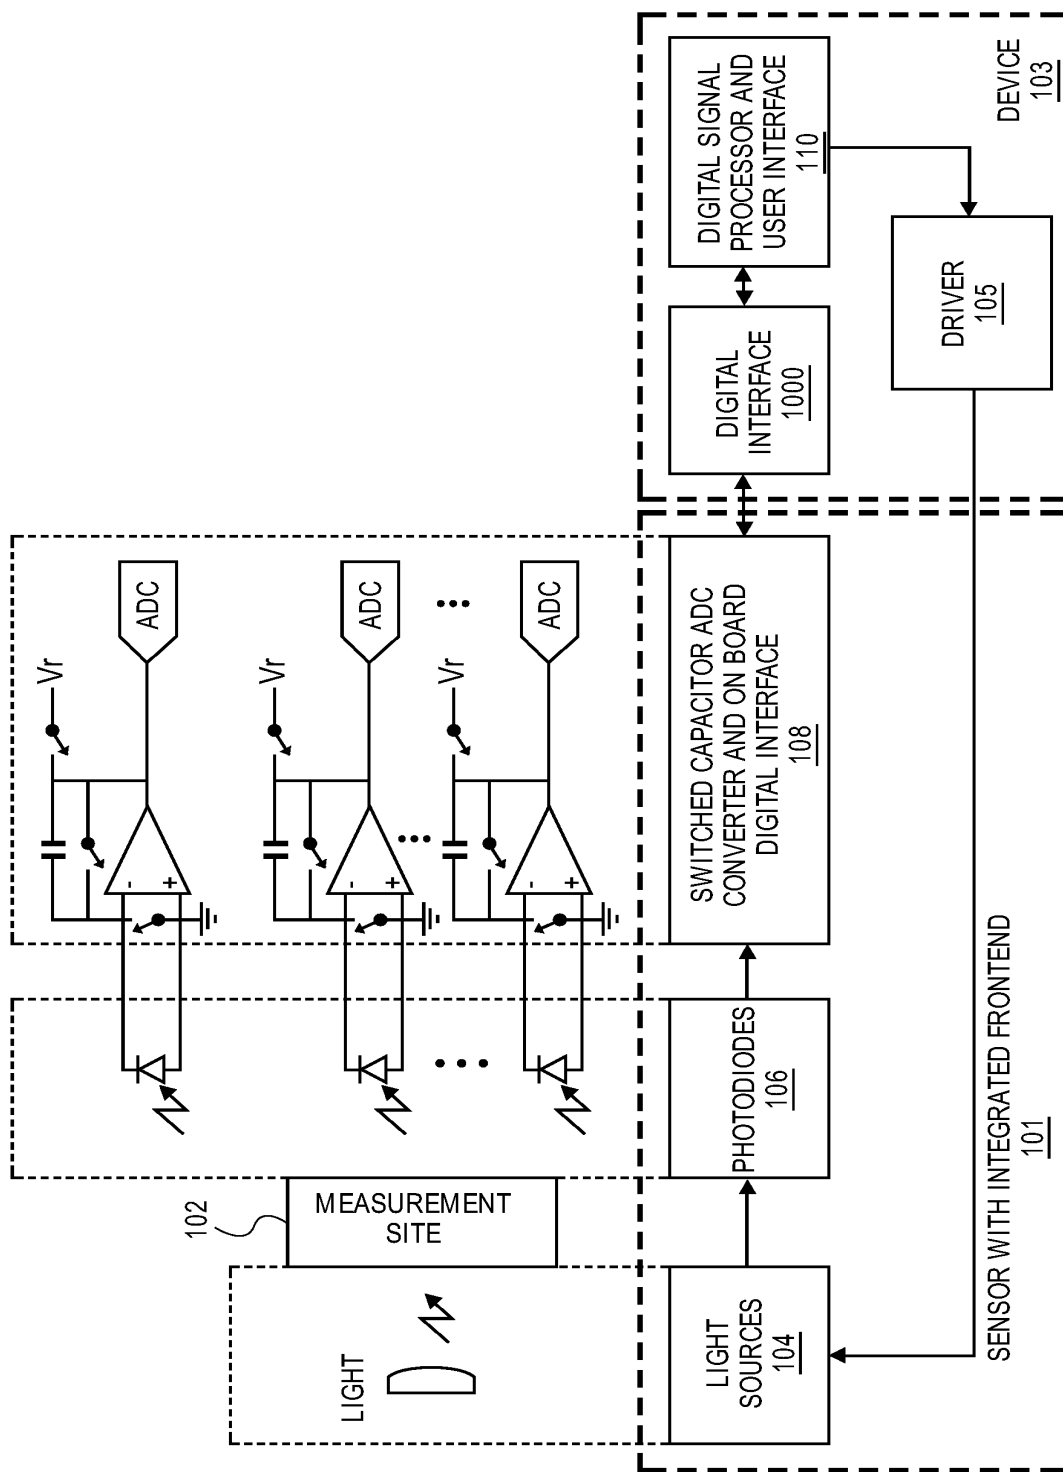 LIGHT
102
MEASUREMENT
SITE
Vr
-
+
ADC
Vr
-
+
ADC
Vr
-
+
ADC
LIGHT
SOURCES
104
PHOTODIODES
106
SWITCHED CAPACITOR ADC
CONVERTER AND ON BOARD
DIGITAL INTERFACE
108
DIGITAL
INTERFACE
1000
DIGITAL SIGNAL
PROCESSOR AND
USER INTERFACE
110
DRIVER
105
SENSOR WITH INTEGRATED FRONTEND
101
DEVICE
103